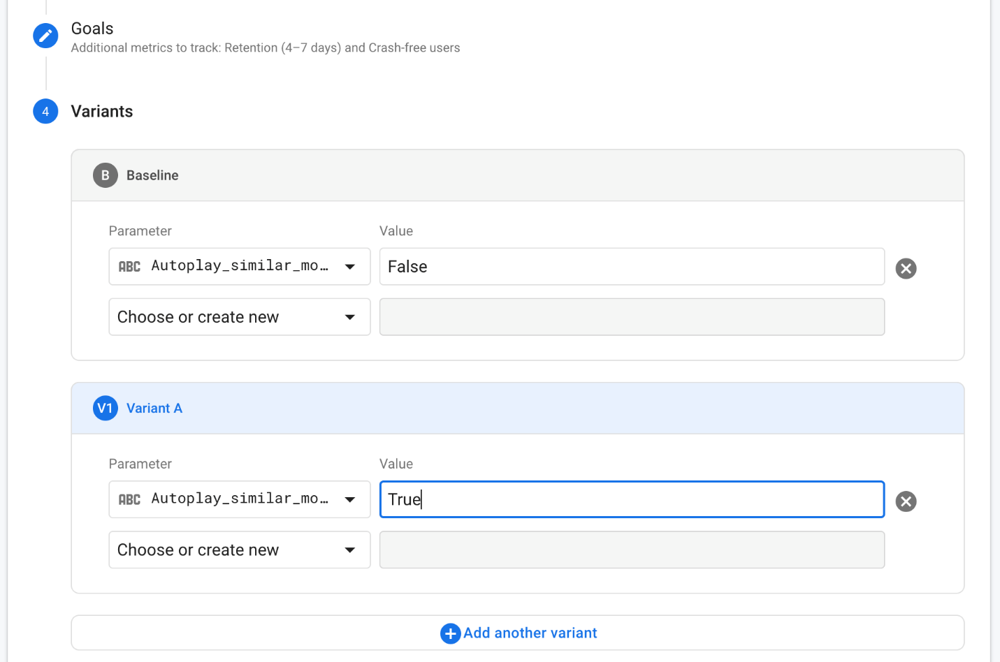 Goals
Additional metrics to track: Retention (4–7 days) and Crash-free users
4
Variants
B
Baseline
Parameter
Value
ABC Autoplay_similar_mo…
False
Choose or create new
V1
Variant A
Parameter
Value
ABC Autoplay_similar_mo…
True
Choose or create new
Add another variant